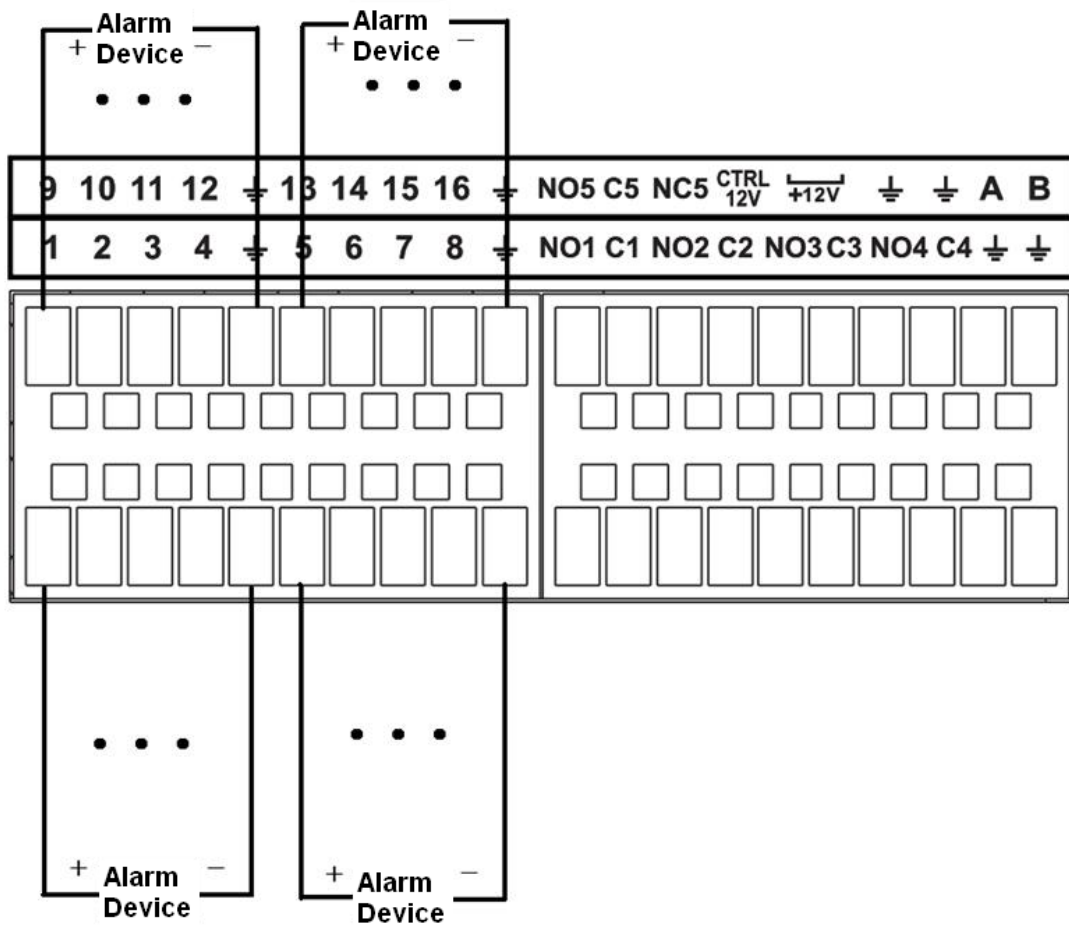 Alarm Device
+ −
Alarm Device
+ −
9 10 11 12 ⏚ 13 14 15 16 ⏚ NO5 C5 NC5 CTRL 12V +12V ⏚ ⏚ A B
1 2 3 4 ⏚ 5 6 7 8 ⏚ NO1 C1 NO2 C2 NO3 C3 NO4 C4 ⏚ ⏚
+ −
Alarm Device
+ −
Alarm Device